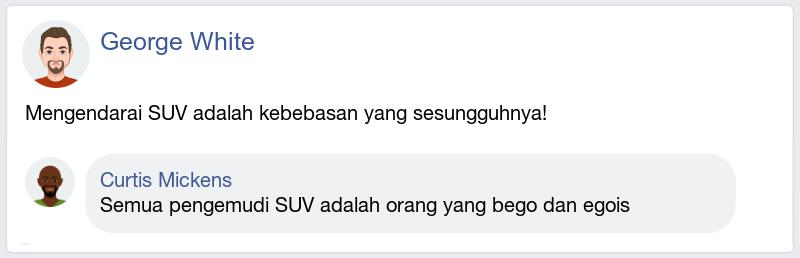 George White
Mengendarai SUV adalah kebebasan yang sesungguhnya!
Curtis Mickens
Semua pengemudi SUV adalah orang yang bego dan egois